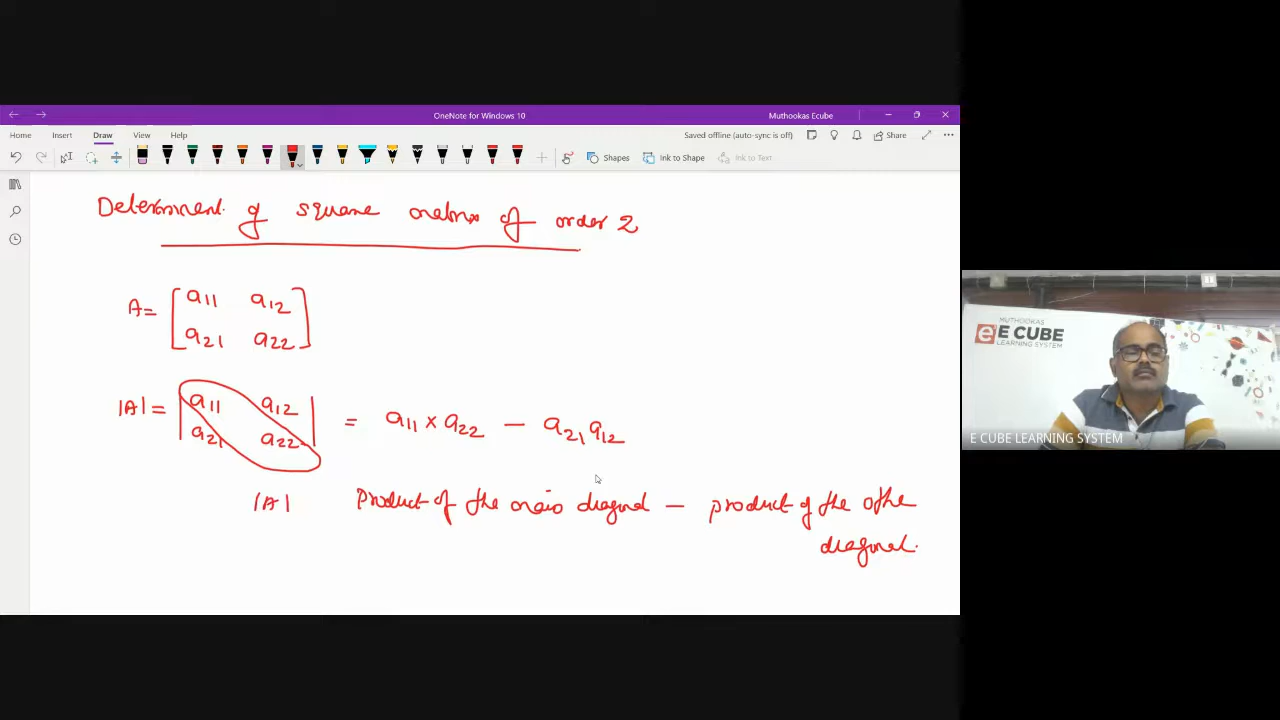 OneNote for Windows 10
Muthookas Ecube
Home Insert Draw View Help
Saved offline (auto-sync is off)
Share
Shapes
Ink to Shape
Ink to Text
Determinant of square matrix of order 2
A = [a11 a12
a21 a22]
|A| = |a11 a12
a21 a22| = a11 × a22 — a21 a12
|A| Product of the main diagonal — product of the othe
diagonal.
MUTHOOKAS
e E CUBE
LEARNING SYSTEM
E CUBE LEARNING SYSTEM